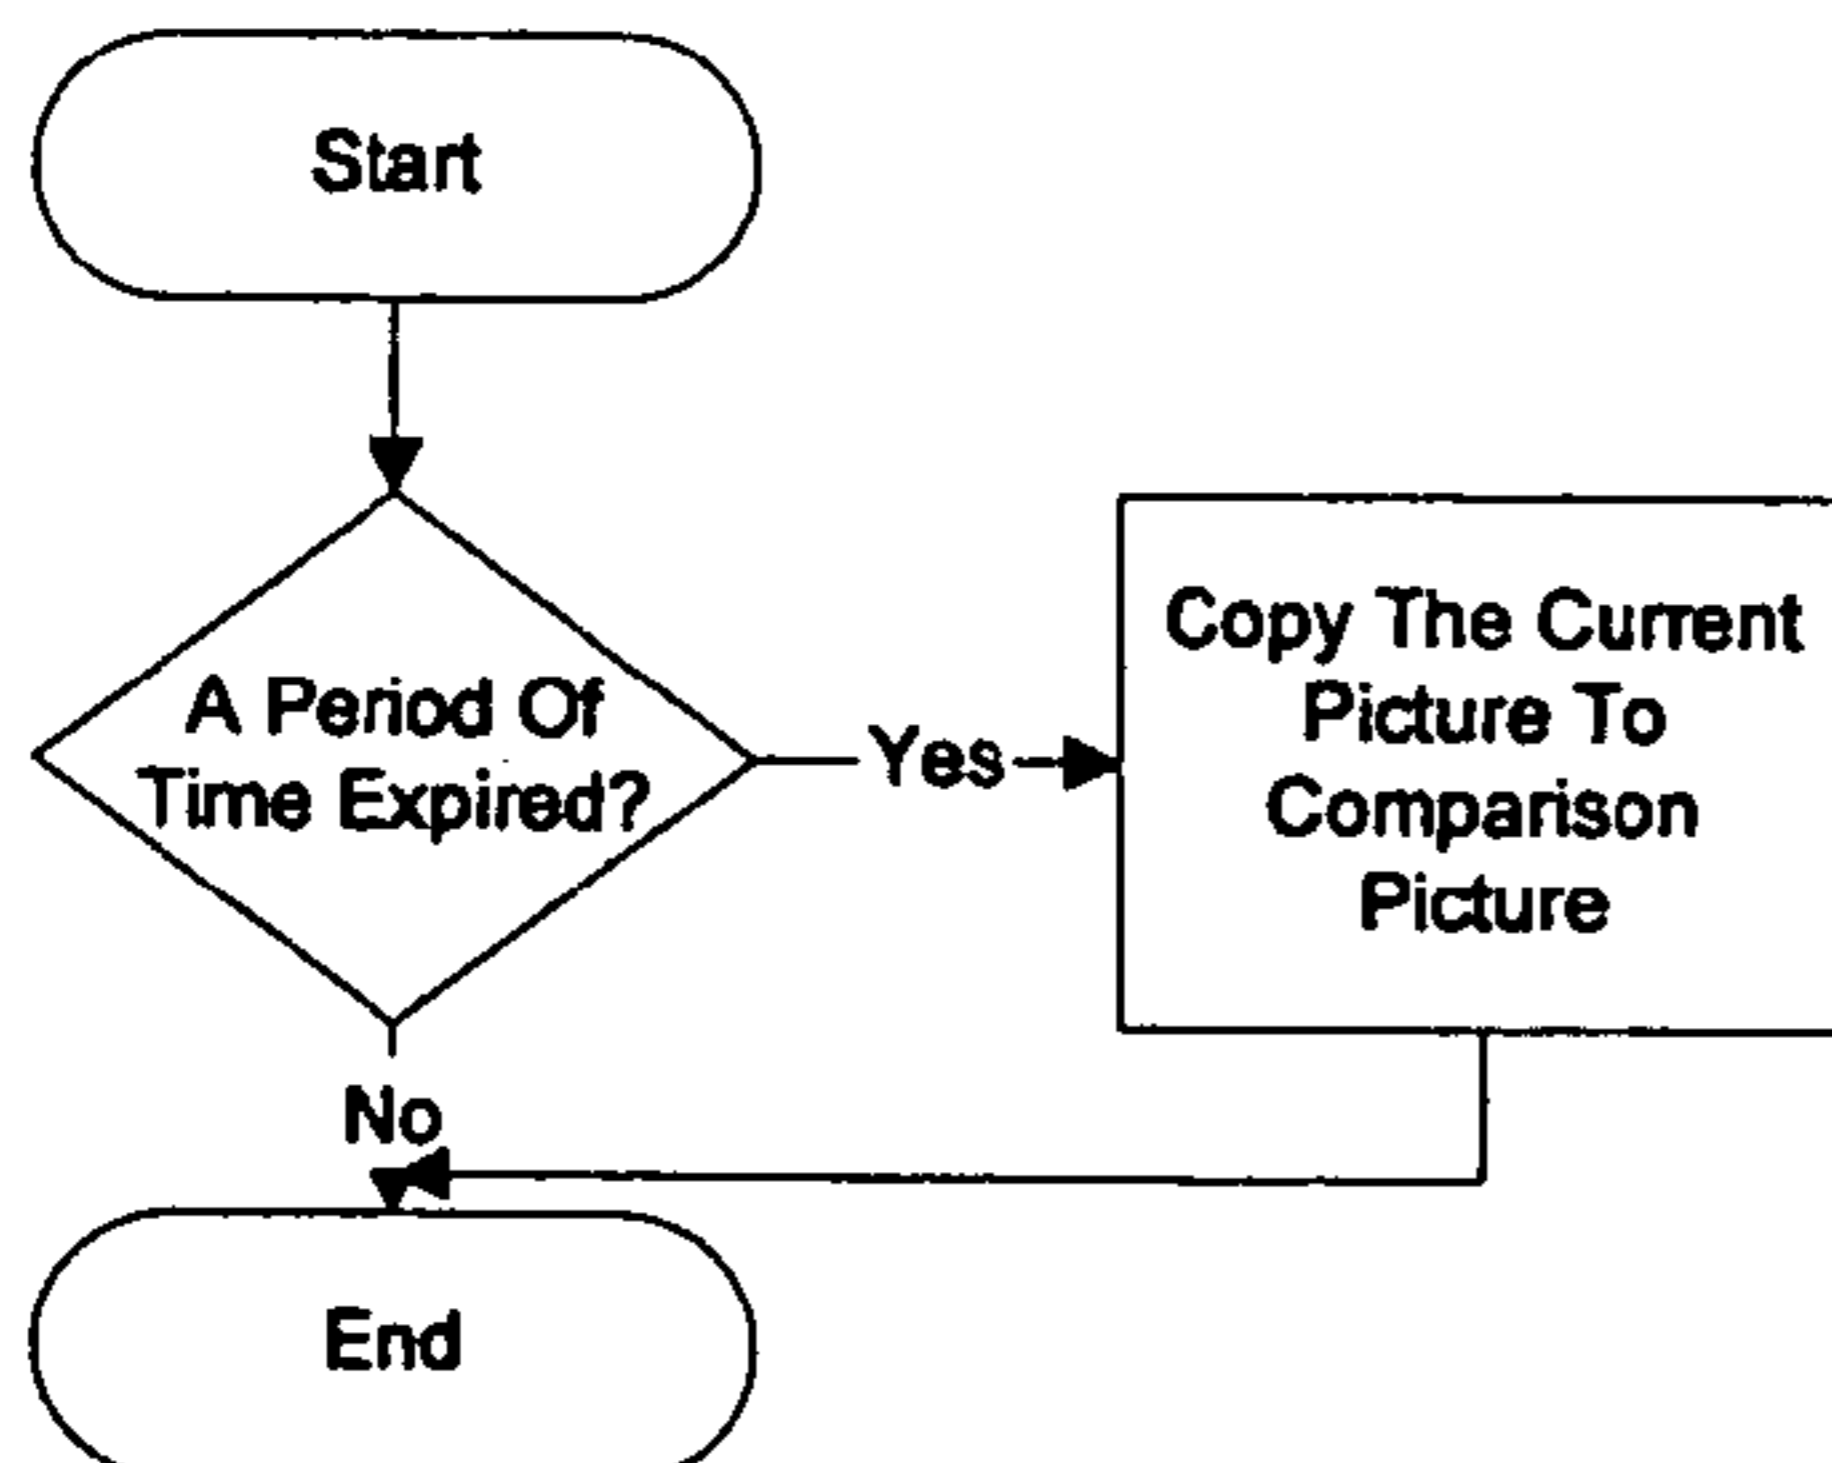 Start
A Period Of
Time Expired?
Yes
Copy The Current
Picture To
Comparison
Picture
No
End